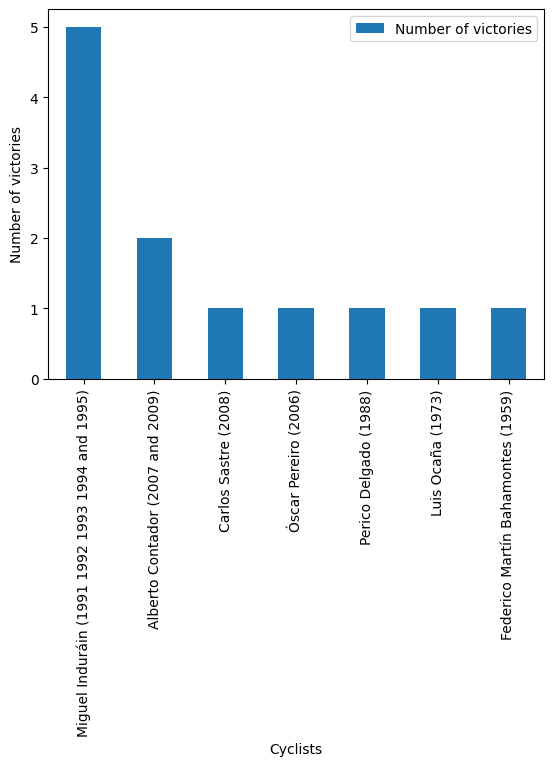 Number of victories
Number of victories
5
4
3
2
1
0
Miguel Induráin (1991 1992 1993 1994 and 1995)
Alberto Contador (2007 and 2009)
Carlos Sastre (2008)
Óscar Pereiro (2006)
Perico Delgado (1988)
Luis Ocaña (1973)
Federico Martín Bahamontes (1959)
Cyclists